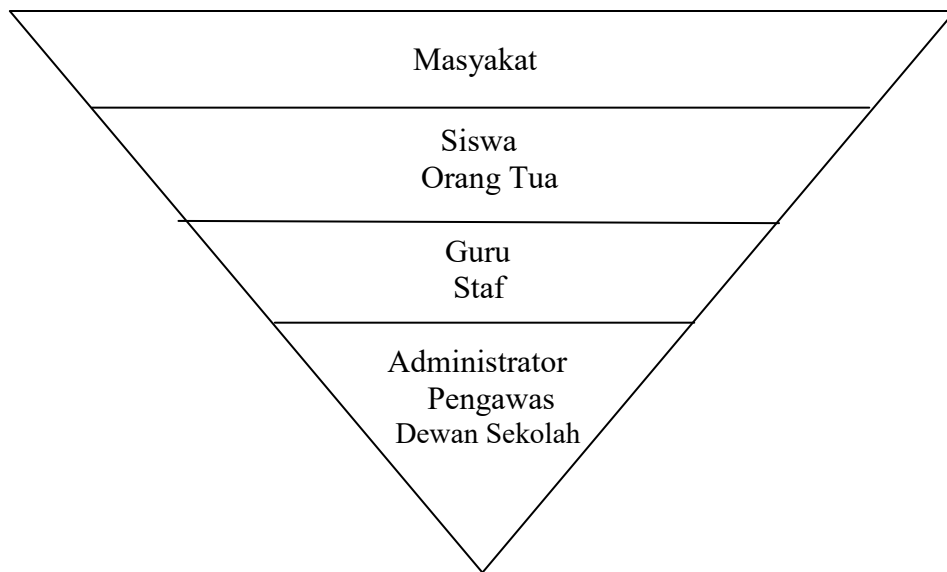 Masyakat
Siswa
Orang Tua
Guru
Staf
Administrator
Pengawas
Dewan Sekolah